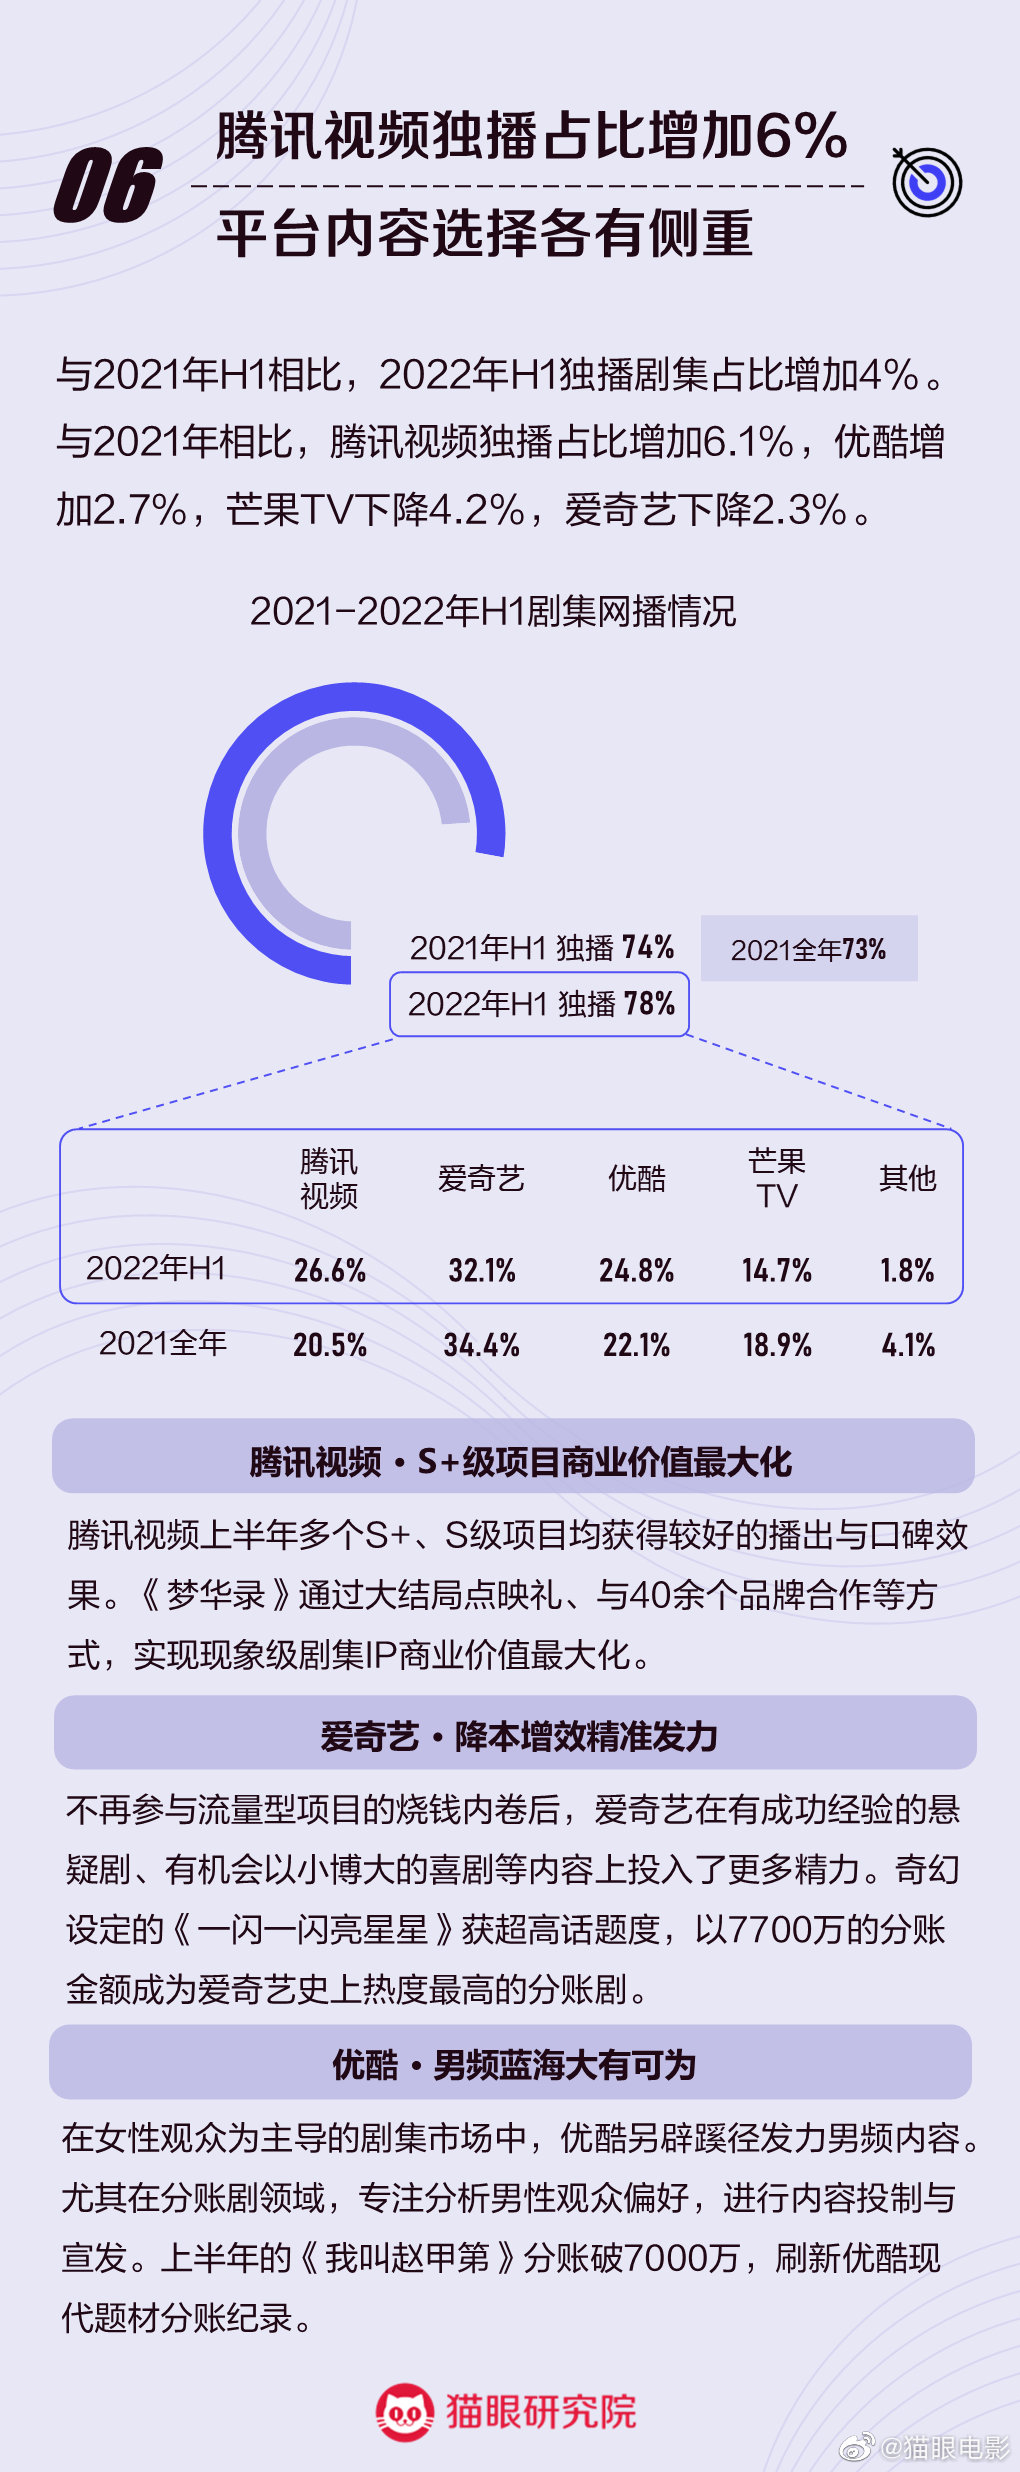 06
腾讯视频独播占比增加6%
平台内容选择各有侧重
与2021年H1相比，2022年H1独播剧集占比增加4%。
与2021年相比，腾讯视频独播占比增加6.1%，优酷增
加2.7%，芒果TV下降4.2%，爱奇艺下降2.3%。
2021-2022年H1剧集网播情况
2021年H1 独播 74%
2021全年73%
2022年H1 独播 78%
腾讯视频 爱奇艺 优酷 芒果TV 其他
2022年H1 26.6% 32.1% 24.8% 14.7% 1.8%
2021全年 20.5% 34.4% 22.1% 18.9% 4.1%
腾讯视频·S+级项目商业价值最大化
腾讯视频上半年多个S+、S级项目均获得较好的播出与口碑效
果。《梦华录》通过大结局点映礼、与40余个品牌合作等方
式，实现现象级剧集IP商业价值最大化。
爱奇艺·降本增效精准发力
不再参与流量型项目的烧钱内卷后，爱奇艺在有成功经验的悬
疑剧、有机会以小博大的喜剧等内容上投入了更多精力。奇幻
设定的《一闪一闪亮星星》获超高话题度，以7700万的分账
金额成为爱奇艺史上热度最高的分账剧。
优酷·男频蓝海大有可为
在女性观众为主导的剧集市场中，优酷另辟蹊径发力男频内容。
尤其在分账剧领域，专注分析男性观众偏好，进行内容投制与
宣发。上半年的《我叫赵甲第》分账破7000万，刷新优酷现
代题材分账纪录。
猫眼研究院
@猫眼电影